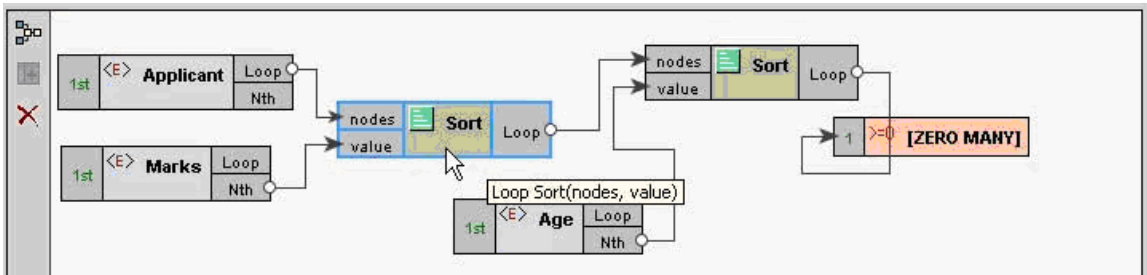 1st <E> Applicant Loop
Nth
nodes Sort Loop
value
nodes Sort Loop
value
1 >=0 [ZERO MANY]
1st <E> Marks Loop
Nth
Loop Sort(nodes, value)
1st <E> Age Loop
Nth